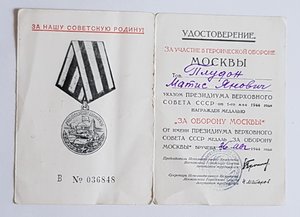 ЗА НАШУ СОВЕТСКУЮ РОДИНУ!
В № 036848
УДОСТОВЕРЕНИЕ.
ЗА УЧАСТИЕ В ГЕРОИЧЕСКОЙ ОБОРОНЕ
МОСКВЫ
Тов. Плудон
Матис Янович
УКАЗОМ ПРЕЗИДИУМА ВЕРХОВНОГО
СОВЕТА СССР от 1-го мая 1944 года
НАГРАЖДЕН МЕДАЛЬЮ
"ЗА ОБОРОНУ МОСКВЫ"
ОТ ИМЕНИ ПРЕЗИДИУМА ВЕРХОВНОГО
СОВЕТА СССР МЕДАЛЬ "ЗА ОБОРОНУ
МОСКВЫ" ВРУЧЕНА 1944 года